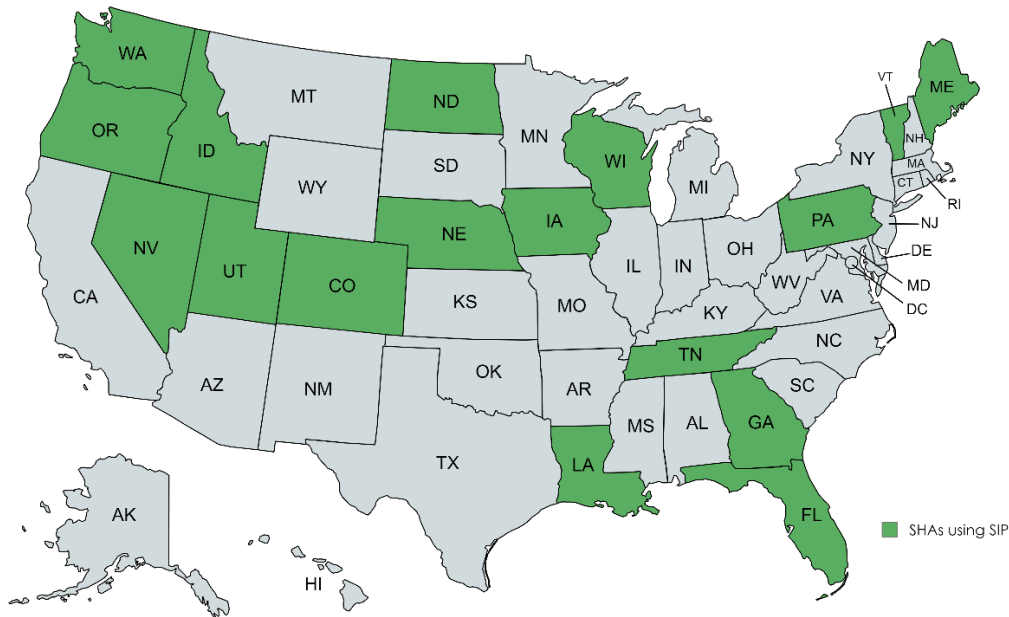 WA
MT
ND
MN
VT
ME
OR
ID
SD
WI
NY
NH
MA
WY
MI
CT
RI
NV
UT
CO
NE
IA
IL
IN
OH
PA
NJ
DE
MD
DC
WV
VA
CA
KS
MO
KY
NC
AZ
NM
OK
AR
TN
SC
MS
AL
GA
TX
LA
FL
AK
HI
SHAs using SIP